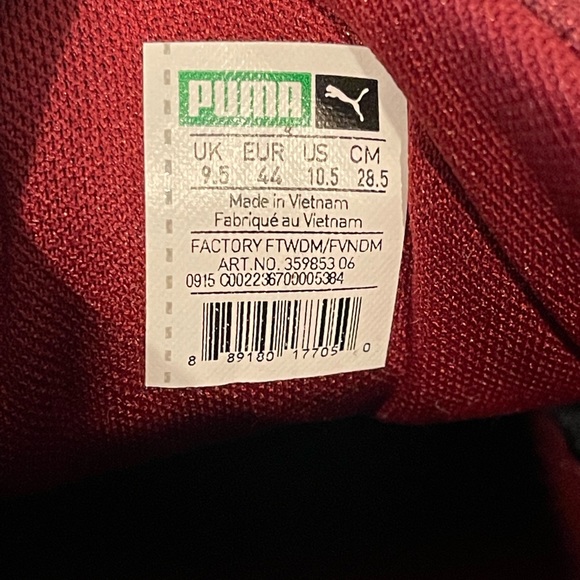 PUMA
UK EUR US CM
9.5 44 10.5 28.5
Made in Vietnam
Fabriqué au Vietnam
FACTORY FTWDM/FVNDM
ART.NO. 359853 06
0915 C002236700005384
8 89180 17705 0